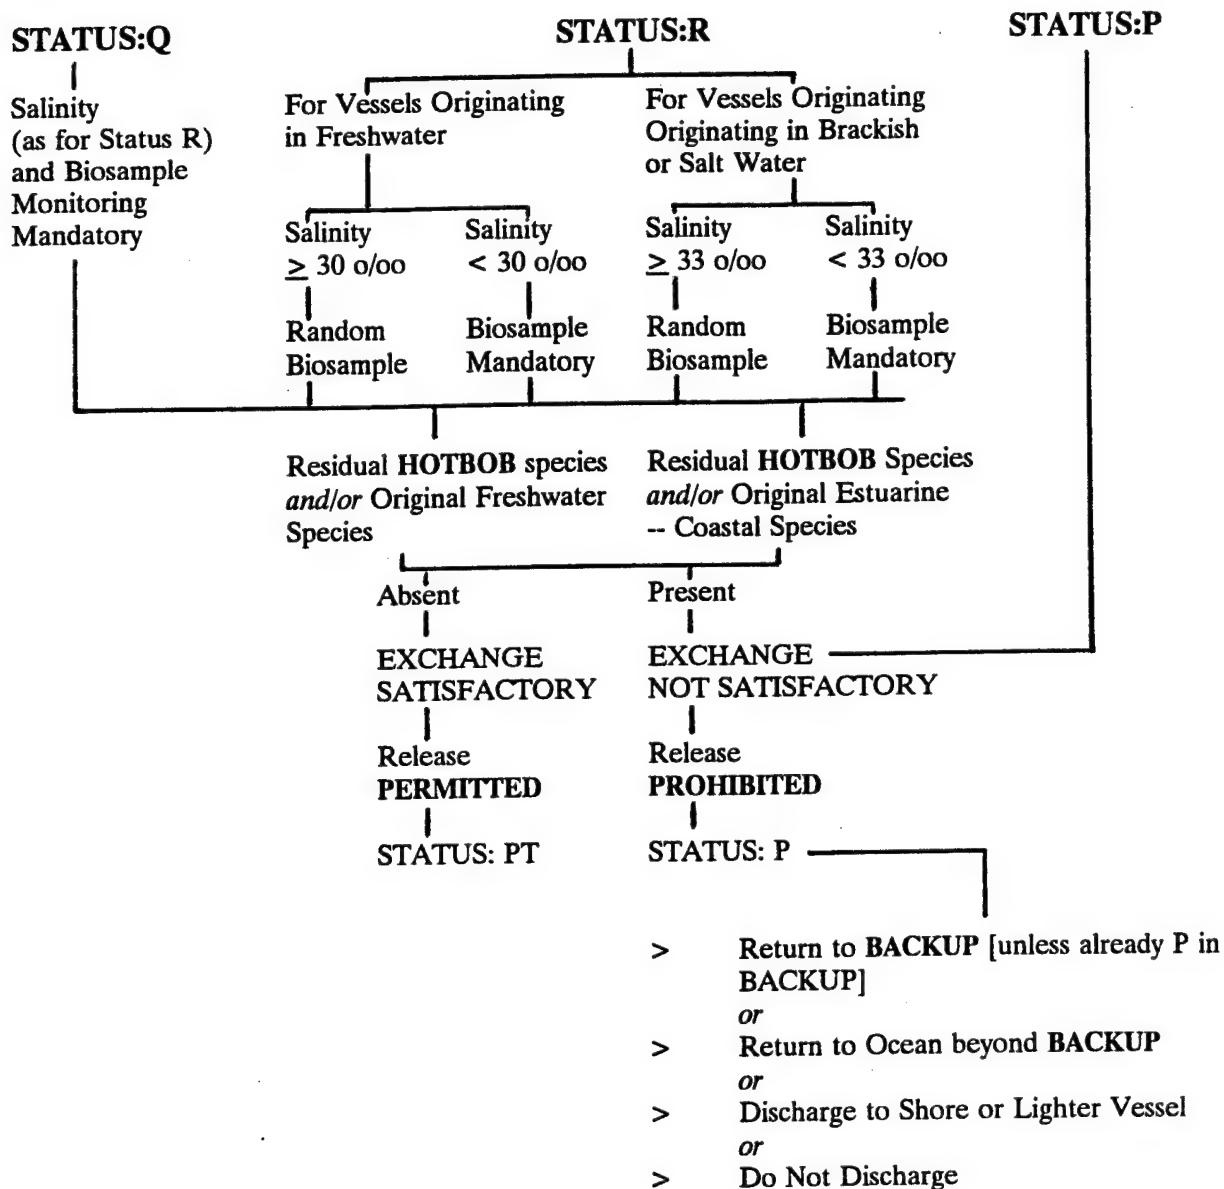 STATUS:Q
STATUS:R
STATUS:P
Salinity
(as for Status R)
and Biosample
Monitoring
Mandatory
For Vessels Originating
in Freshwater
For Vessels Originating
Originating in Brackish
or Salt Water
Salinity
≥ 30 o/oo
Salinity
< 30 o/oo
Salinity
≥ 33 o/oo
Salinity
< 33 o/oo
Random
Biosample
Biosample
Mandatory
Random
Biosample
Biosample
Mandatory
Residual HOTBOB species
and/or Original Freshwater
Species
Residual HOTBOB Species
and/or Original Estuarine
-- Coastal Species
Absent
Present
EXCHANGE
SATISFACTORY
EXCHANGE
NOT SATISFACTORY
Release
PERMITTED
Release
PROHIBITED
STATUS: PT
STATUS: P
> Return to BACKUP [unless already P in
BACKUP]
or
> Return to Ocean beyond BACKUP
or
> Discharge to Shore or Lighter Vessel
or
> Do Not Discharge